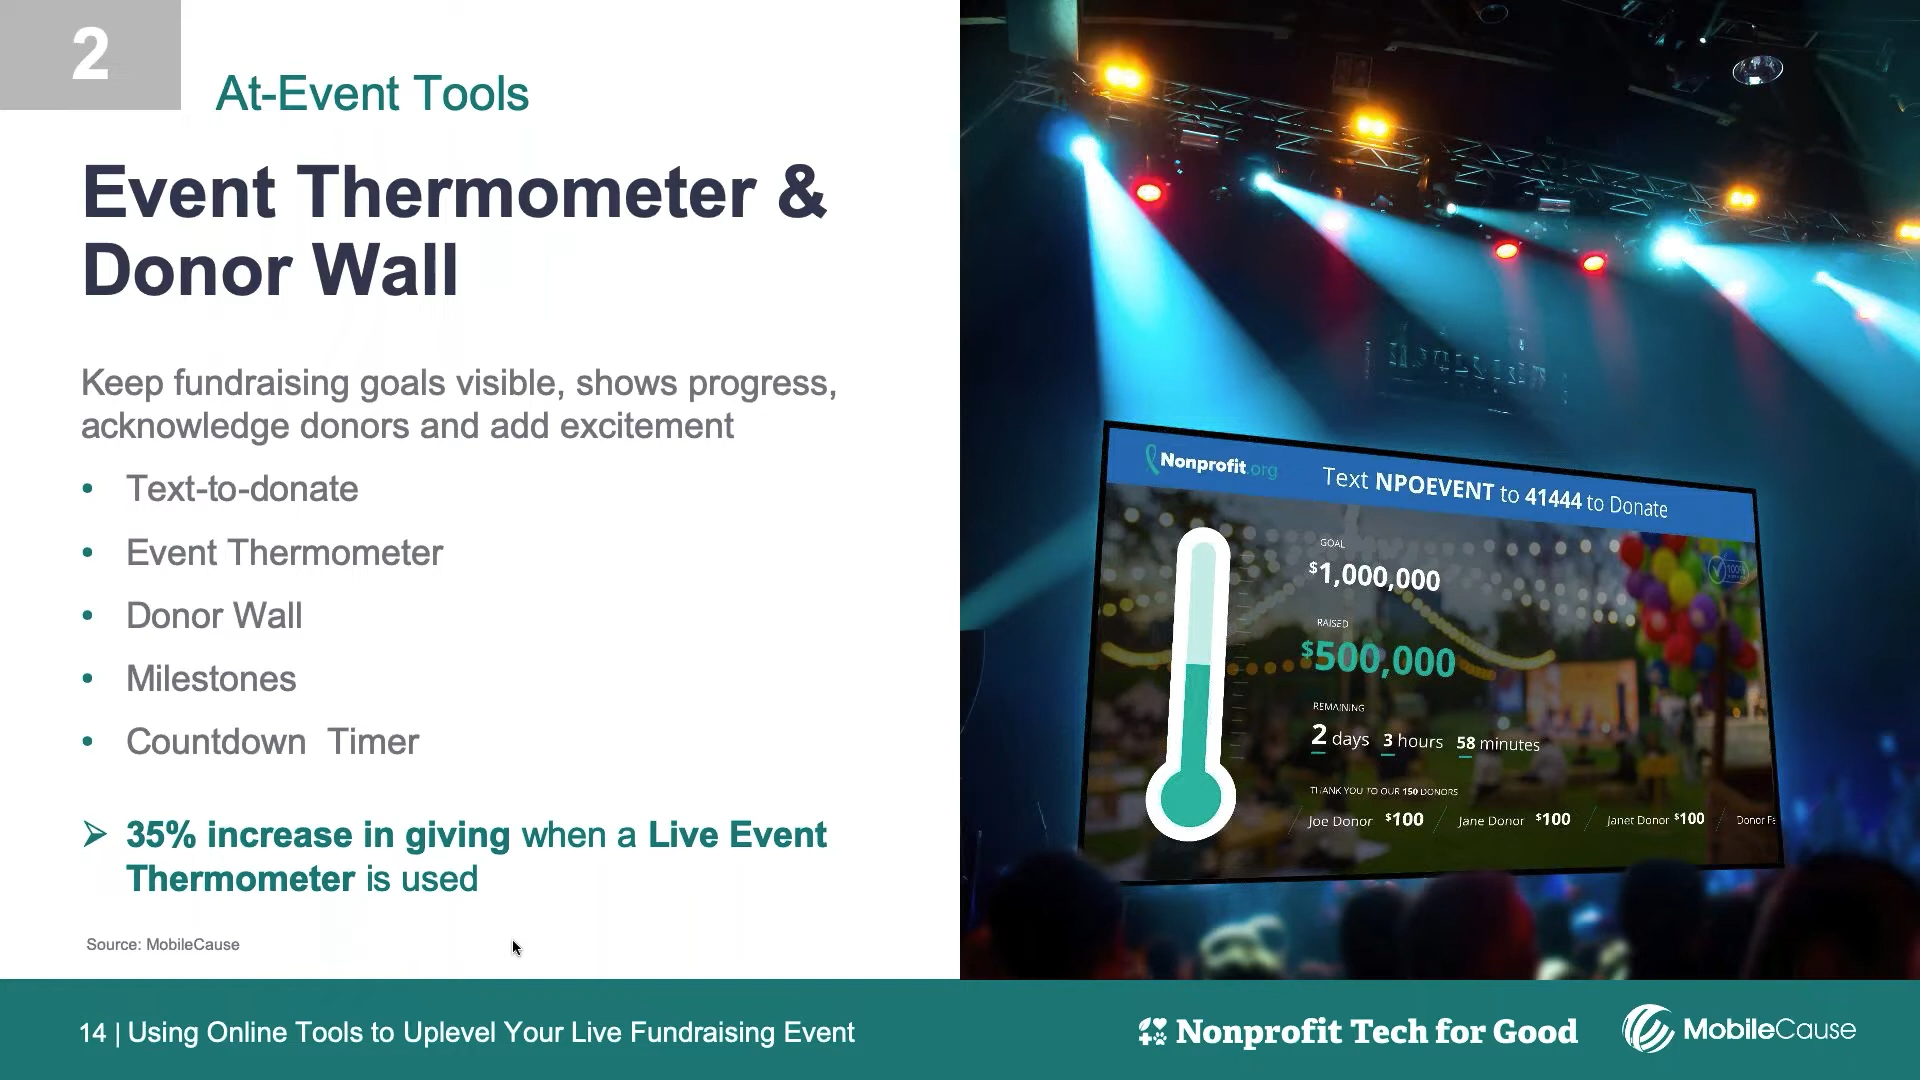 2
At-Event Tools
Event Thermometer &
Donor Wall
Keep fundraising goals visible, shows progress,
acknowledge donors and add excitement
• Text-to-donate
• Event Thermometer
• Donor Wall
• Milestones
• Countdown  Timer
➢ 35% increase in giving when a Live Event
Thermometer is used
Source: MobileCause
Nonprofit.org
Text NPOEVENT to 41444 to Donate
GOAL
$1,000,000
100%
RAISED
$500,000
REMAINING
2 days 3 hours 58 minutes
THANK YOU TO OUR 150 DONORS
Joe Donor $100 Jane Donor $100 Janet Donor $100 Donor
14 | Using Online Tools to Uplevel Your Live Fundraising Event
Nonprofit Tech for Good
MobileCause